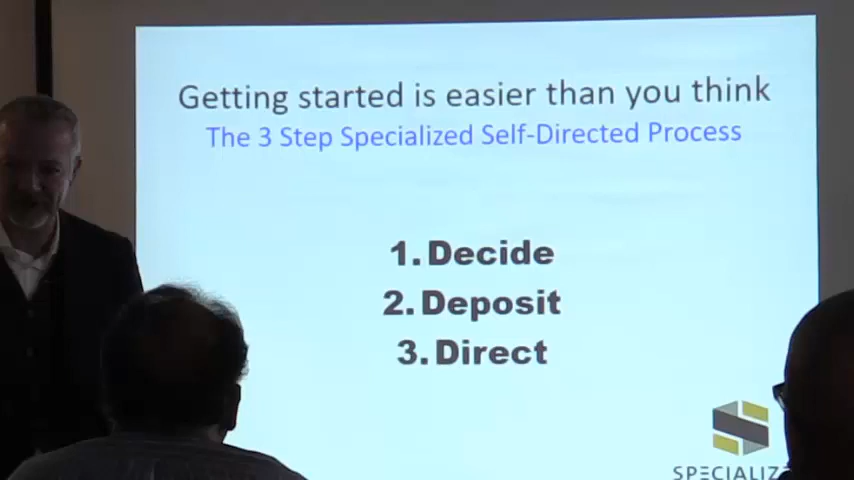 Getting started is easier than you think
The 3 Step Specialized Self-Directed Process
1. Decide
2. Deposit
3. Direct
SPECIALIZ